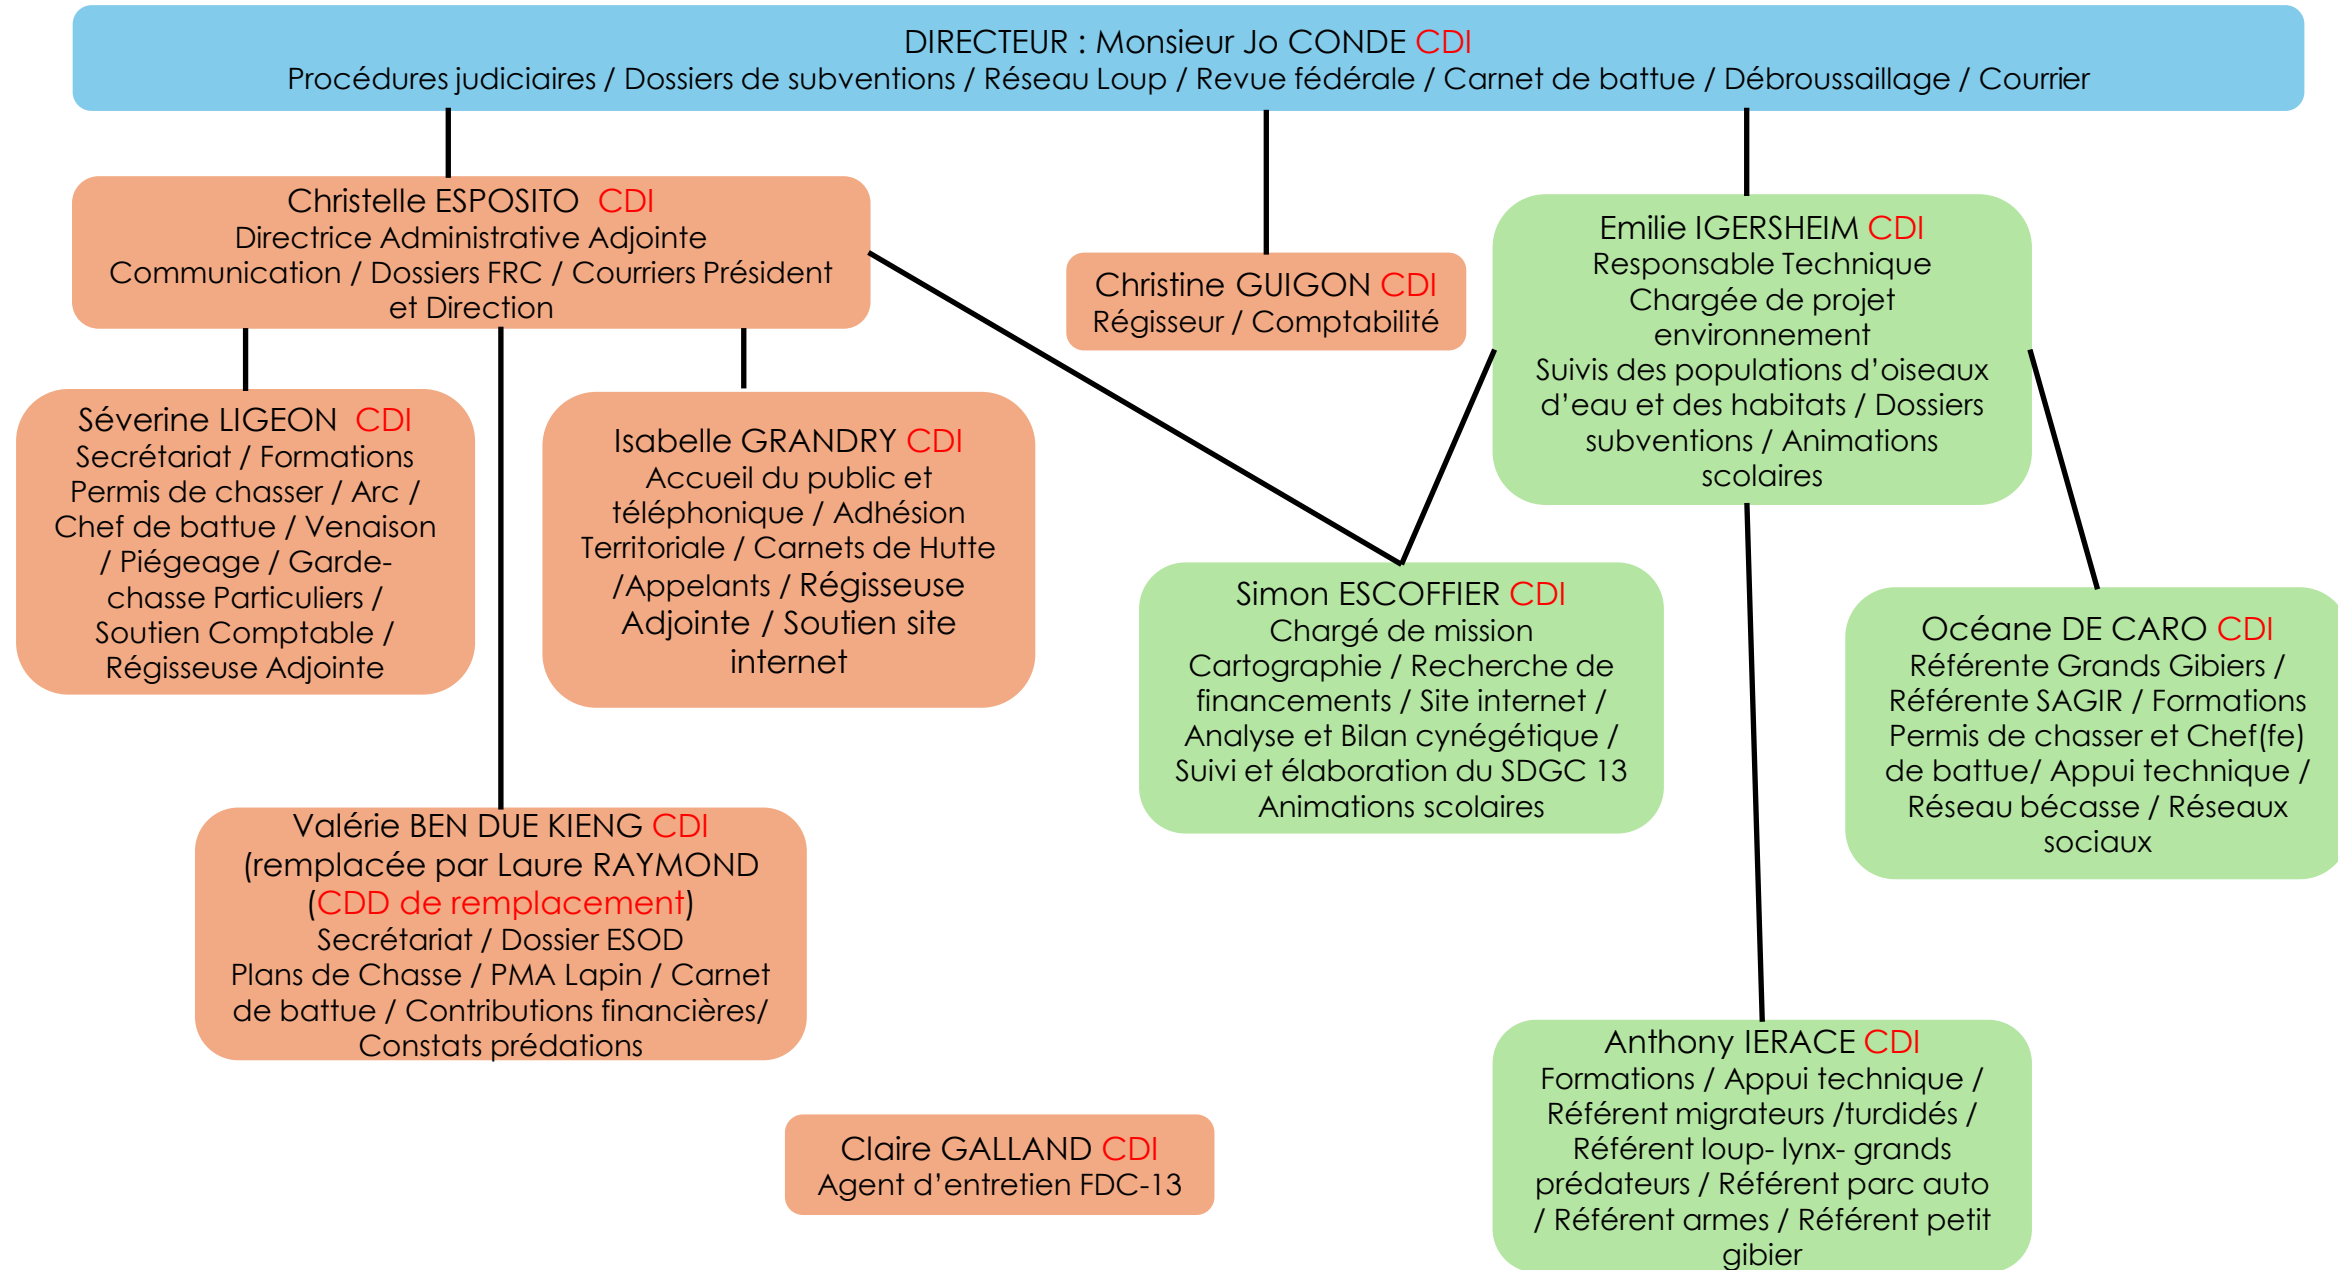 DIRECTEUR : Monsieur Jo CONDE CDI
Procédures judiciaires / Dossiers de subventions / Réseau Loup / Revue fédérale / Carnet de battue / Débroussaillage / Courrier
Christelle ESPOSITO CDI
Directrice Administrative Adjointe
Communication / Dossiers FRC / Courriers Président
et Direction
Christine GUIGON CDI
Régisseur / Comptabilité
Emilie IGERSHEIM CDI
Responsable Technique
Chargée de projet
environnement
Suivis des populations d’oiseaux
d’eau et des habitats / Dossiers
subventions / Animations
scolaires
Séverine LIGEON CDI
Secrétariat / Formations
Permis de chasser / Arc /
Chef de battue / Venaison
/ Piégeage / Garde-
chasse Particuliers /
Soutien Comptable /
Régisseuse Adjointe
Isabelle GRANDRY CDI
Accueil du public et
téléphonique / Adhésion
Territoriale / Carnets de Hutte
/Appelants / Régisseuse
Adjointe / Soutien site
internet
Simon ESCOFFIER CDI
Chargé de mission
Cartographie / Recherche de
financements / Site internet /
Analyse et Bilan cynégétique /
Suivi et élaboration du SDGC 13
Animations scolaires
Océane DE CARO CDI
Référente Grands Gibiers /
Référente SAGIR / Formations
Permis de chasser et Chef(fe)
de battue/ Appui technique /
Réseau bécasse / Réseaux
sociaux
Valérie BEN DUE KIENG CDI
(remplacée par Laure RAYMOND
(CDD de remplacement)
Secrétariat / Dossier ESOD
Plans de Chasse / PMA Lapin / Carnet
de battue / Contributions financières/
Constats prédations
Anthony IERACE CDI
Formations / Appui technique /
Référent migrateurs /turdidés /
Référent loup- lynx- grands
prédateurs / Référent parc auto
/ Référent armes / Référent petit
gibier
Claire GALLAND CDI
Agent d’entretien FDC-13